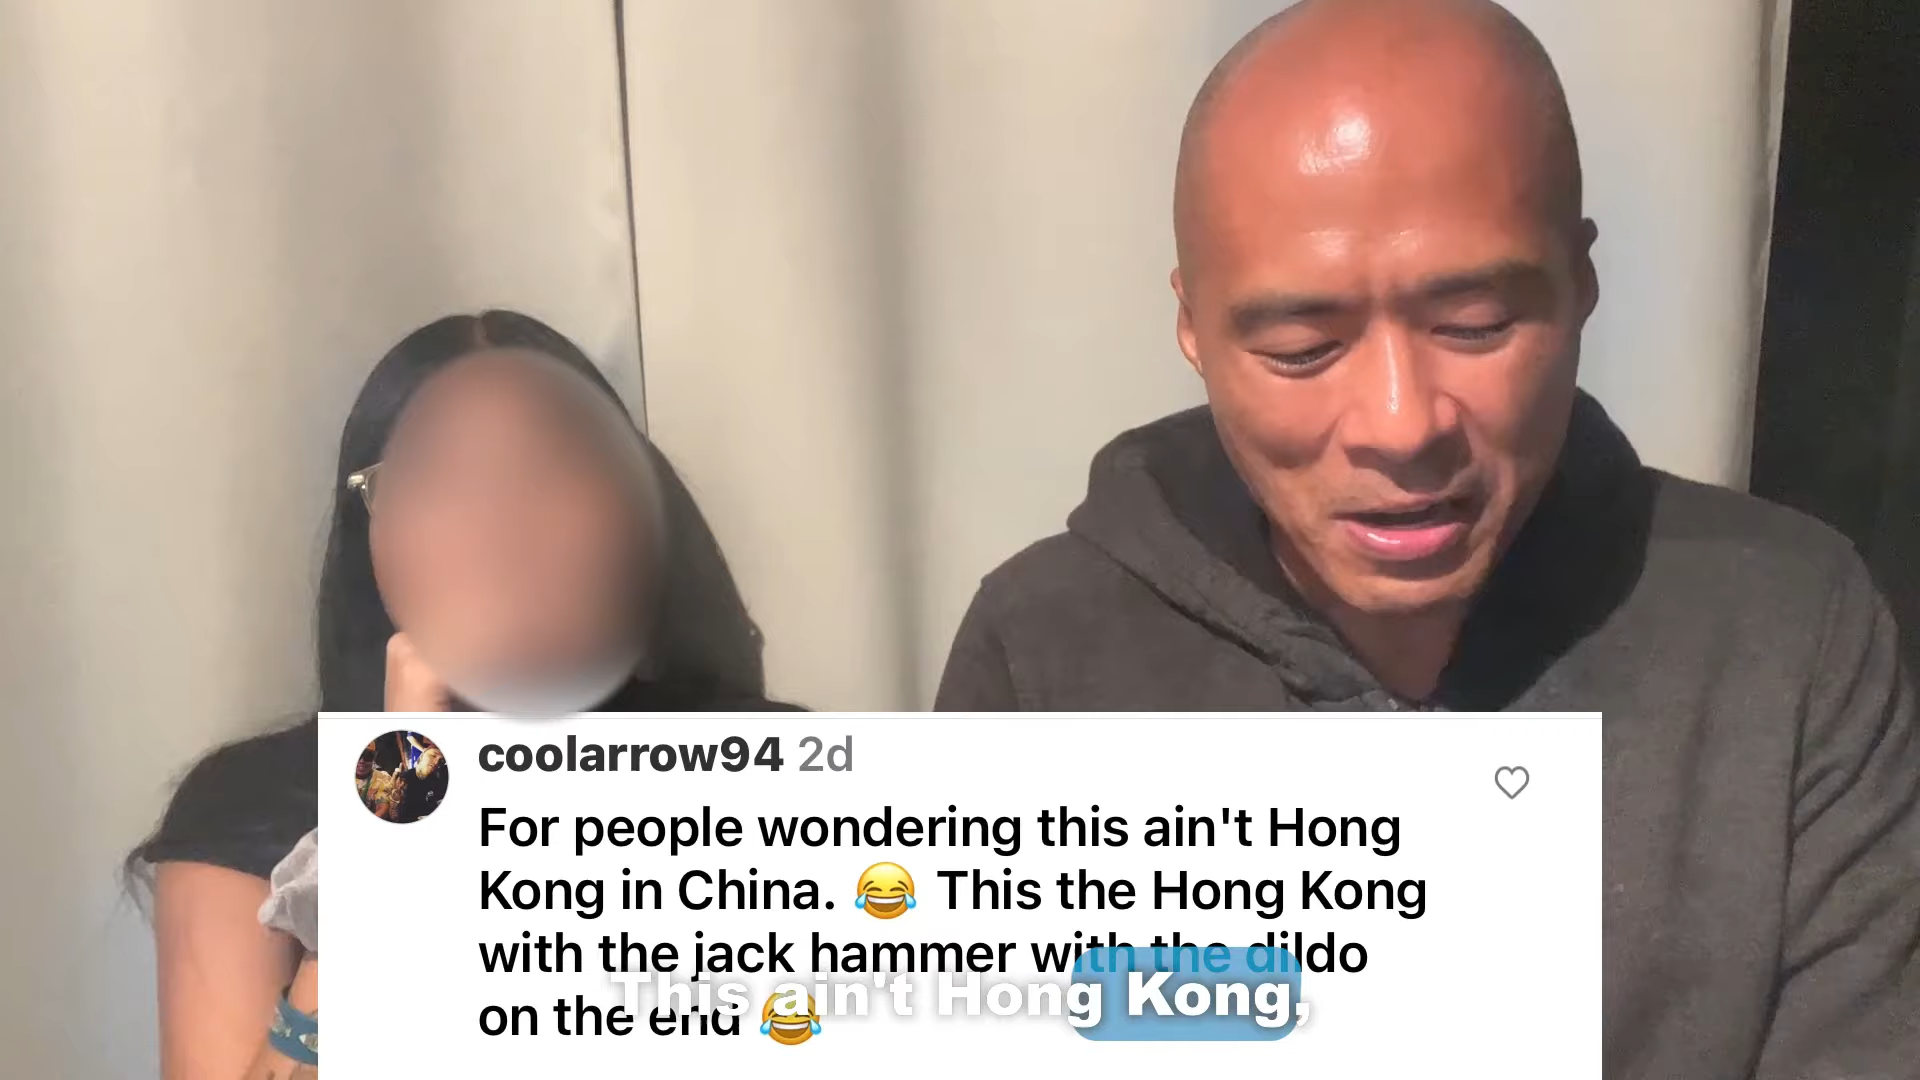 coolarrow94 2d
For people wondering this ain't Hong
Kong in China. 😂 This the Hong Kong
with the jack hammer with the dildo
on the end 😂
This ain't Hong Kong,